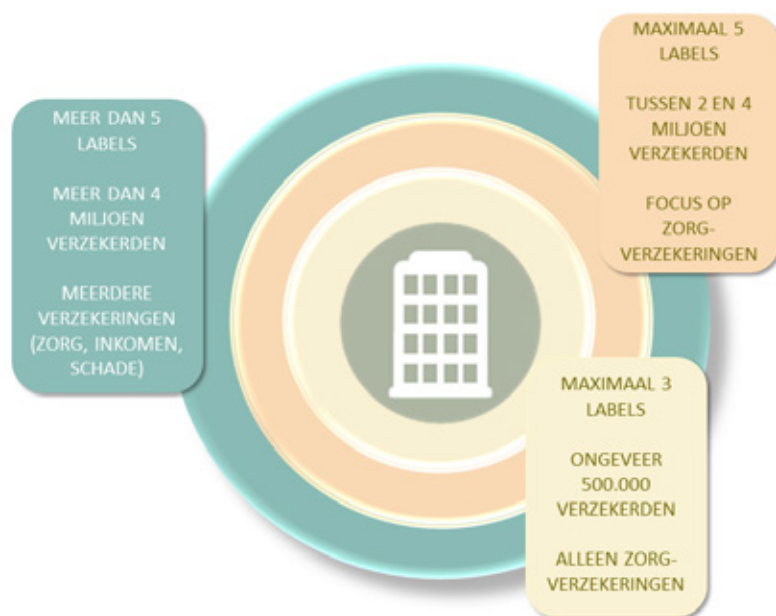 MEER DAN 5
LABELS
MEER DAN 4
MILJOEN
VERZEKERDEN
MEERDERE
VERZEKERINGEN
(ZORG, INKOMEN,
SCHADE)
MAXIMAAL 5
LABELS
TUSSEN 2 EN 4
MILJOEN
VERZEKERDEN
FOCUS OP
ZORG-
VERZEKERINGEN
MAXIMAAL 3
LABELS
ONGEVEER
500.000
VERZEKERDEN
ALLEEN ZORG-
VERZEKERINGEN